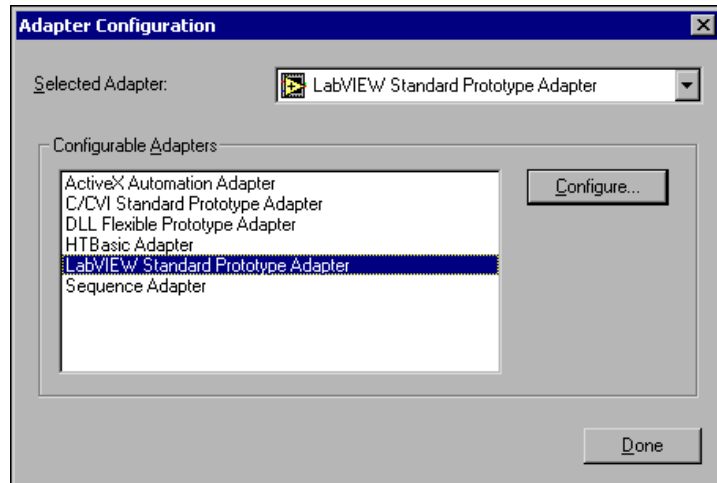 Adapter Configuration
Selected Adapter:
LabVIEW Standard Prototype Adapter
Configurable Adapters
ActiveX Automation Adapter
Configure...
C/CVI Standard Prototype Adapter
DLL Flexible Prototype Adapter
HTBasic Adapter
LabVIEW Standard Prototype Adapter
Sequence Adapter
Done